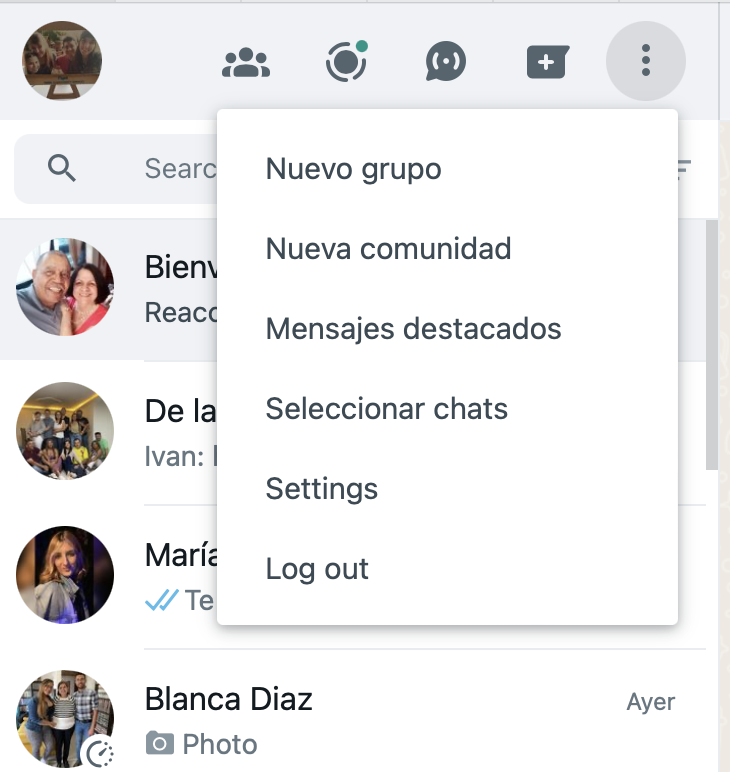 Searc
Nuevo grupo
Nueva comunidad
Mensajes destacados
Seleccionar chats
Settings
Log out
Bienv
Reacc
De la
Ivan:
María
Te
Blanca Diaz
Ayer
Photo